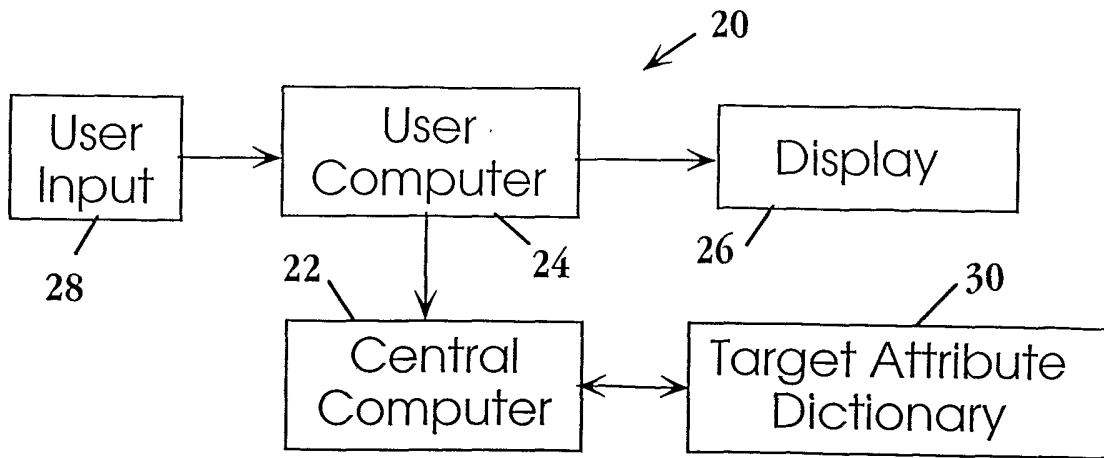 20
User
Input
User
Computer
Display
28
24
26
22
30
Central
Computer
Target Attribute
Dictionary